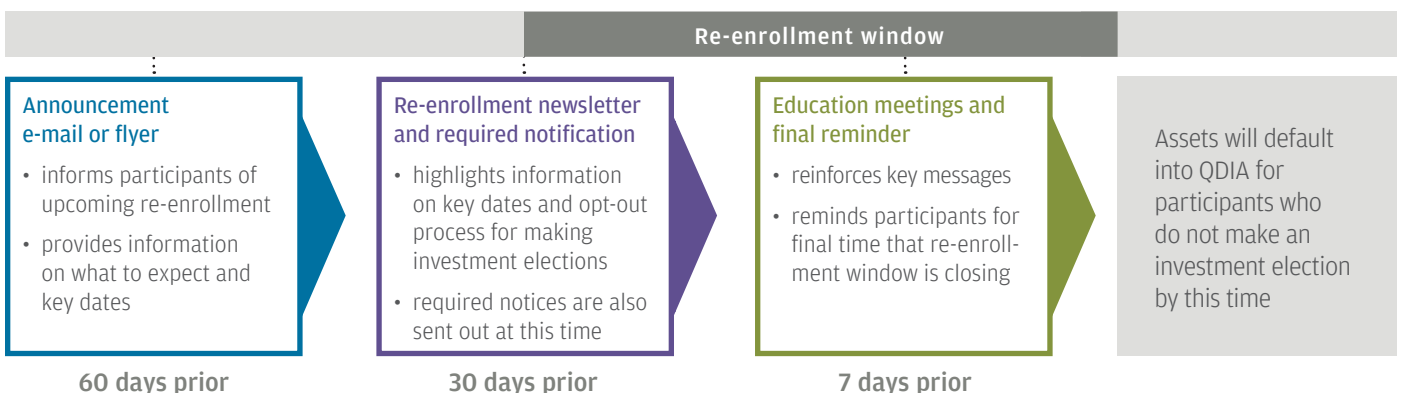 Re-enrollment window
Announcement
e-mail or flyer
• informs participants of
upcoming re-enrollment
• provides information
on what to expect and
key dates
60 days prior
Re-enrollment newsletter
and required notification
• highlights information
on key dates and opt-out
process for making
investment elections
• required notices are also
sent out at this time
30 days prior
Education meetings and
final reminder
• reinforces key messages
• reminds participants for
final time that re-enroll-
ment window is closing
7 days prior
Assets will default
into QDIA for
participants who
do not make an
investment election
by this time